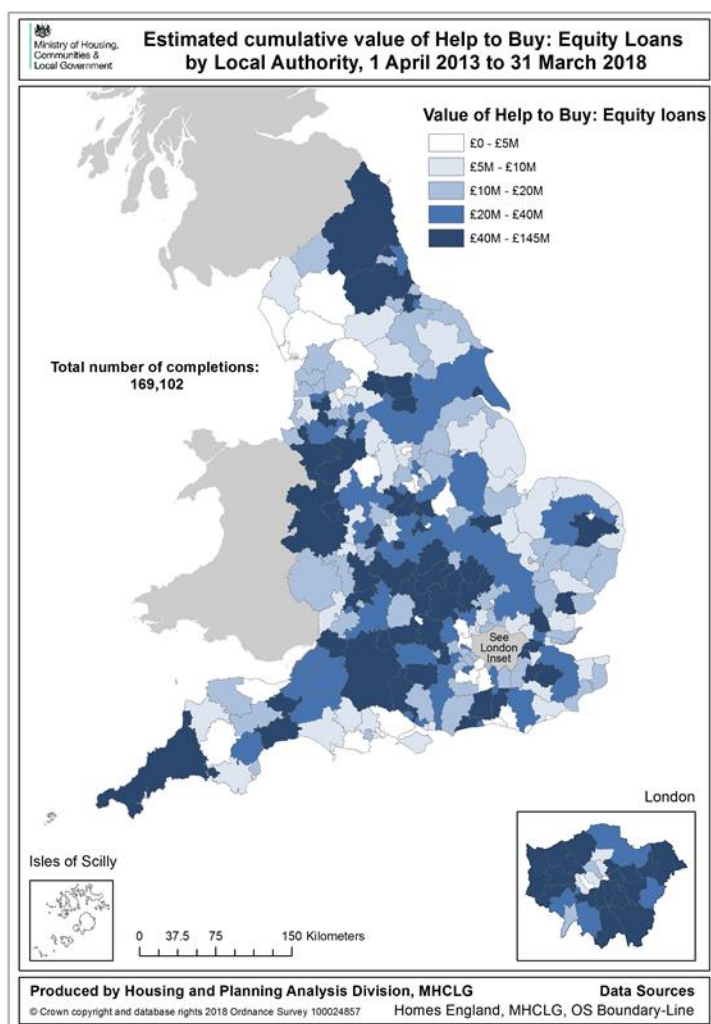 Ministry of Housing,
Communities &
Local Government
Estimated cumulative value of Help to Buy: Equity Loans
by Local Authority, 1 April 2013 to 31 March 2018
Value of Help to Buy: Equity loans
£0 - £5M
£5M - £10M
£10M - £20M
£20M - £40M
£40M - £145M
Total number of completions:
169,102
See
London
Inset
London
Isles of Scilly
0 37.5 75 150 Kilometers
Produced by Housing and Planning Analysis Division, MHCLG
Data Sources
© Crown copyright and database rights 2018 Ordnance Survey 100024857
Homes England, MHCLG, OS Boundary-Line